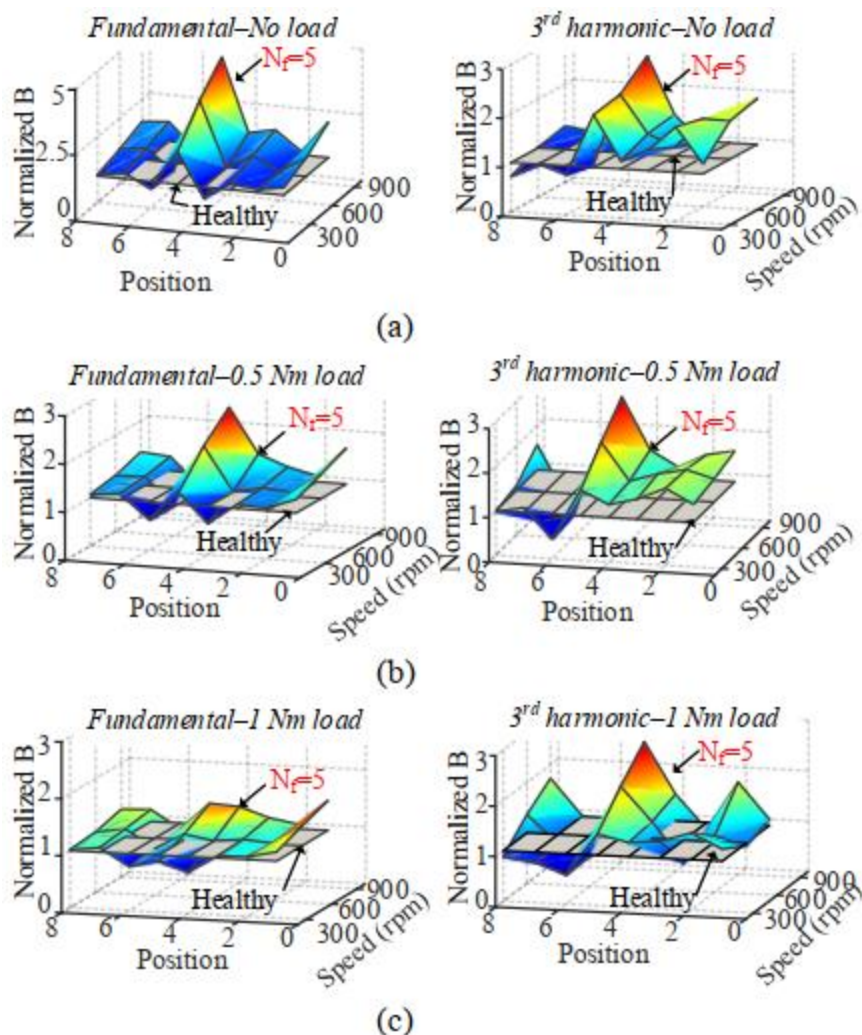 Fundamental–No load
3rd harmonic–No load
Nf=5
Nf=5
Normalized B
5
2.5
0
3
2
1
0
Healthy
Healthy
900
600
300
900
600
300
Speed (rpm)
8 6 4 2 0
8 6 4 2 0
Position
Position
(a)
Fundamental–0.5 Nm load
3rd harmonic–0.5 Nm load
Nf=5
Nf=5
Normalized B
3
2
1
0
3
2
1
0
Healthy
Healthy
900
600
300
900
600
300
Speed (rpm)
Speed (rpm)
8 6 4 2 0
8 6 4 2 0
Position
Position
(b)
Fundamental–1 Nm load
3rd harmonic–1 Nm load
Nf=5
Nf=5
Normalized B
Normalized B
3
2
1
0
3
2
1
0
Healthy
Healthy
900
600
300
900
600
300
Speed (rpm)
Speed (rpm)
8 6 4 2 0
8 6 4 2 0
Position
Position
(c)